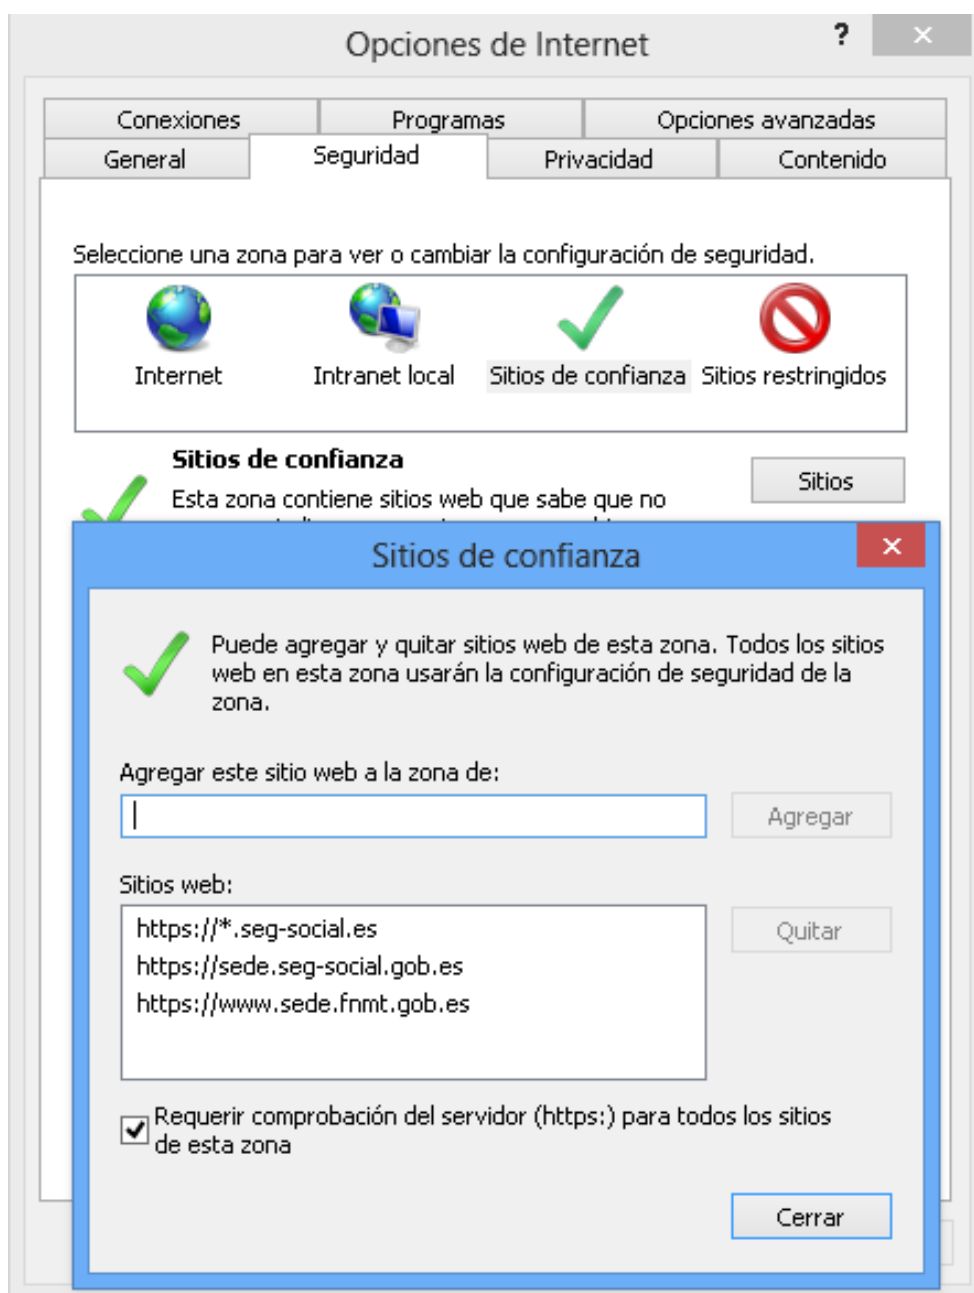 Opciones de Internet
?
Conexiones
Programas
Opciones avanzadas
General
Seguridad
Privacidad
Contenido
Seleccione una zona para ver o cambiar la configuración de seguridad.
Internet
Intranet local
Sitios de confianza
Sitios restringidos
Sitios de confianza
Sitios
Esta zona contiene sitios web que sabe que no
Sitios de confianza
Puede agregar y quitar sitios web de esta zona. Todos los sitios
web en esta zona usarán la configuración de seguridad de la
zona.
Agregar este sitio web a la zona de:
Agregar
Sitios web:
https://*.seg-social.es
https://sede.seg-social.gob.es
https://www.sede.fnmt.gob.es
Quitar
Requerir comprobación del servidor (https:) para todos los sitios
de esta zona
Cerrar